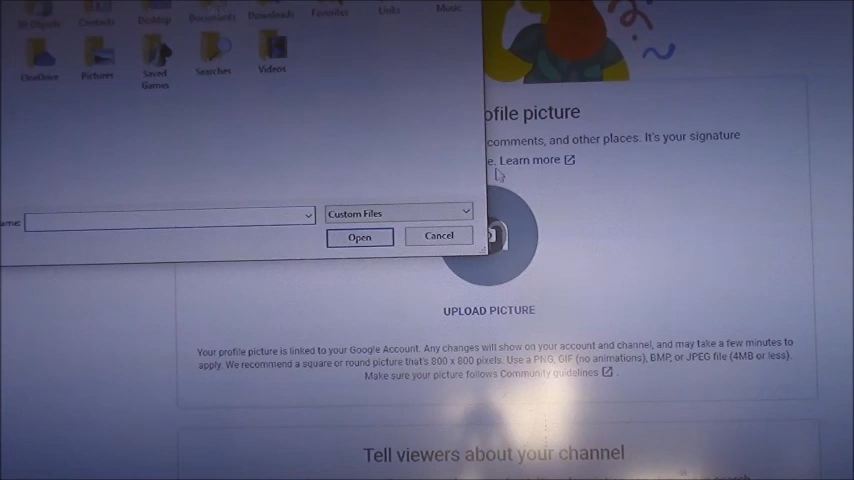 3D Objects Contacts Desktop Documents Downloads Favorites Links Music
OneDrive Pictures Saved Games Searches Videos
ofile picture
comments, and other places. It's your signature
e. Learn more
ame:
Custom Files
Open Cancel
UPLOAD PICTURE
Your profile picture is linked to your Google Account. Any changes will show on your account and channel, and may take a few minutes to
apply. We recommend a square or round picture that's 800 x 800 pixels. Use a PNG, GIF (no animations), BMP, or JPEG file (4MB or less).
Make sure your picture follows Community guidelines .
Tell viewers about your channel